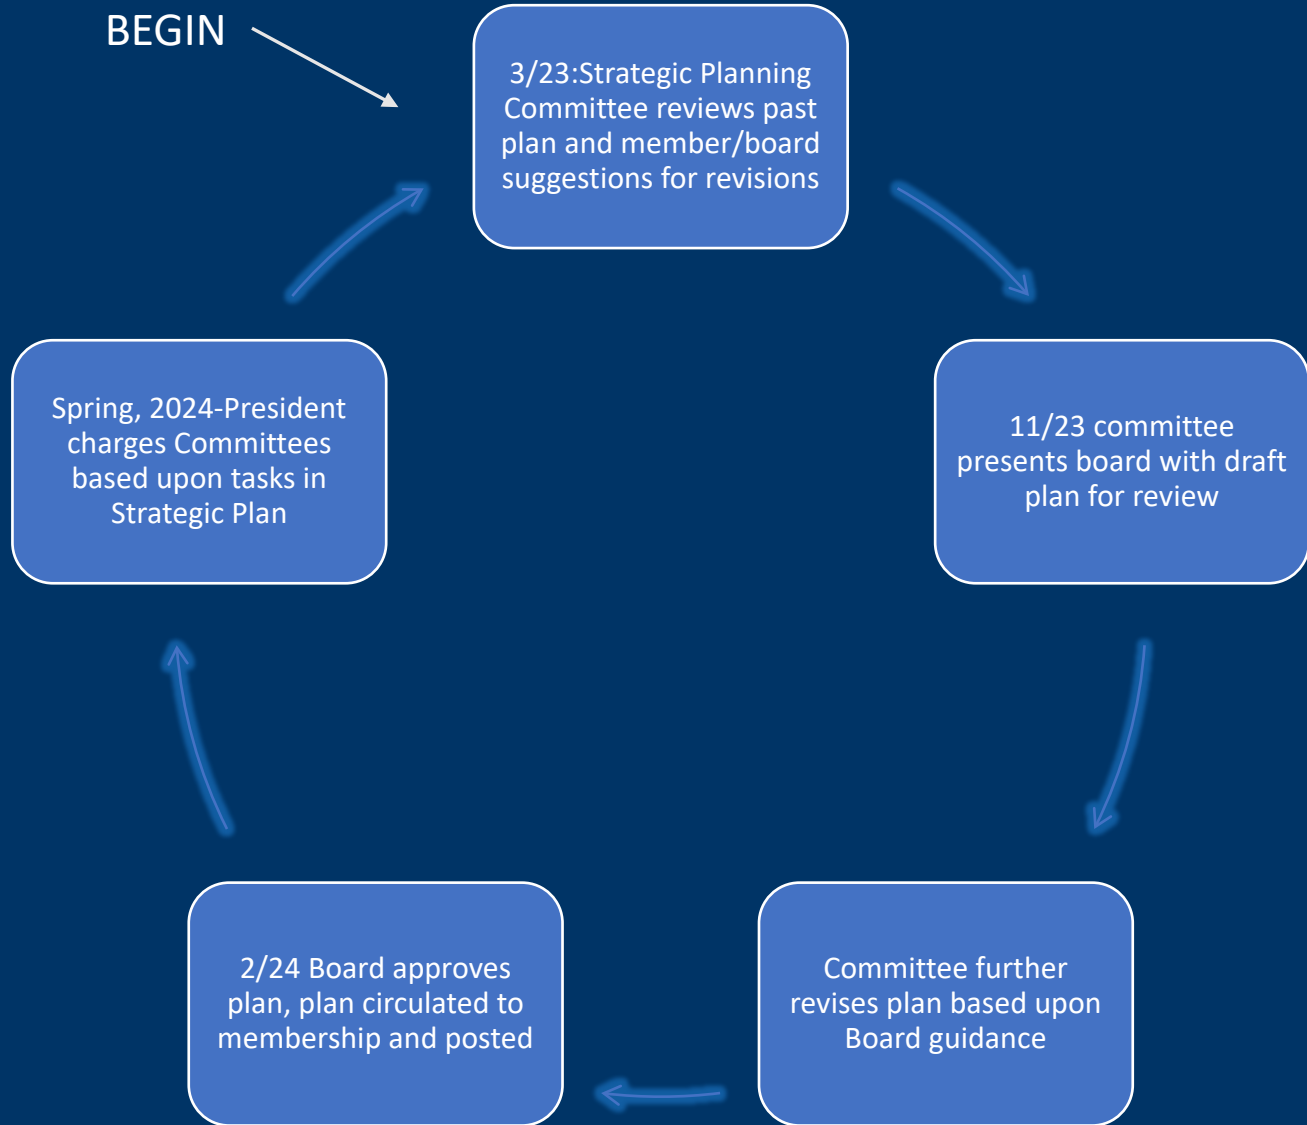 BEGIN
3/23:Strategic Planning
Committee reviews past
plan and member/board
suggestions for revisions
11/23 committee
presents board with draft
plan for review
Committee further
revises plan based upon
Board guidance
2/24 Board approves
plan, plan circulated to
membership and posted
Spring, 2024-President
charges Committees
based upon tasks in
Strategic Plan